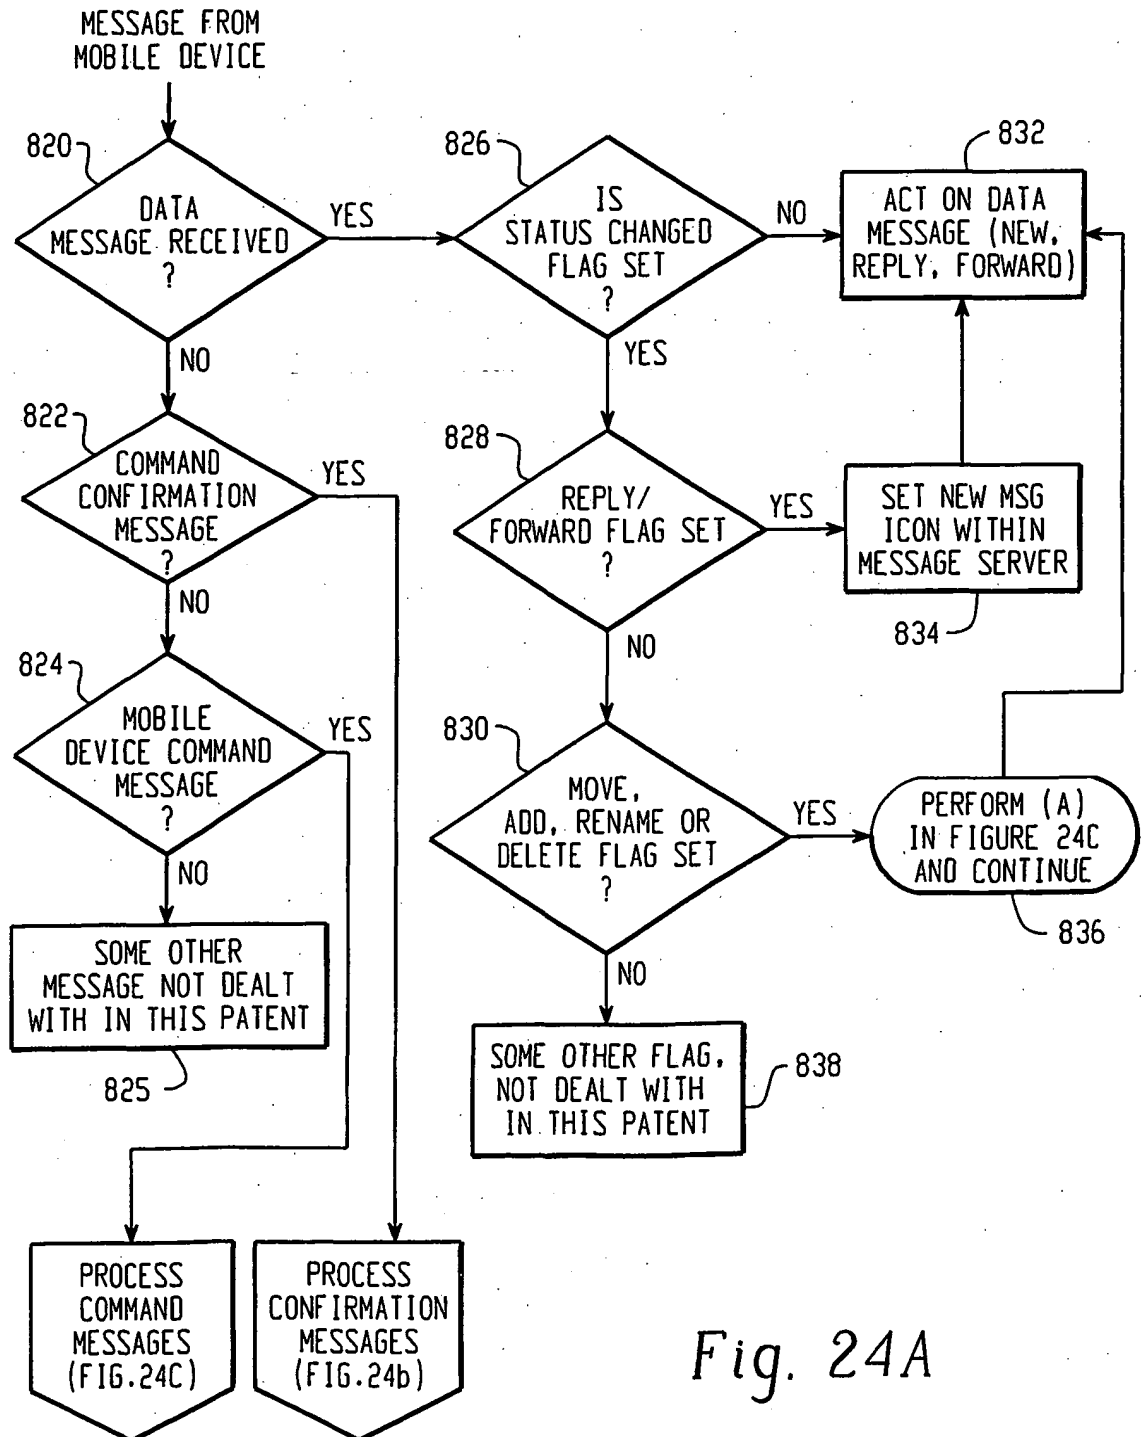 MESSAGE FROM
MOBILE DEVICE
820
DATA
MESSAGE RECEIVED
?
YES
NO
826
IS
STATUS CHANGED
FLAG SET
?
NO
YES
832
ACT ON DATA
MESSAGE (NEW,
REPLY, FORWARD)
822
COMMAND
CONFIRMATION
MESSAGE
?
YES
NO
828
REPLY/
FORWARD FLAG SET
?
YES
NO
SET NEW MSG
ICON WITHIN
MESSAGE SERVER
834
824
MOBILE
DEVICE COMMAND
MESSAGE
?
YES
NO
830
MOVE,
ADD, RENAME OR
DELETE FLAG SET
?
YES
NO
PERFORM (A)
IN FIGURE 24C
AND CONTINUE
836
SOME OTHER
MESSAGE NOT DEALT
WITH IN THIS PATENT
825
SOME OTHER FLAG,
NOT DEALT WITH
IN THIS PATENT
838
PROCESS
COMMAND
MESSAGES
(FIG.24C)
PROCESS
CONFIRMATION
MESSAGES
(FIG.24b)
Fig. 24A